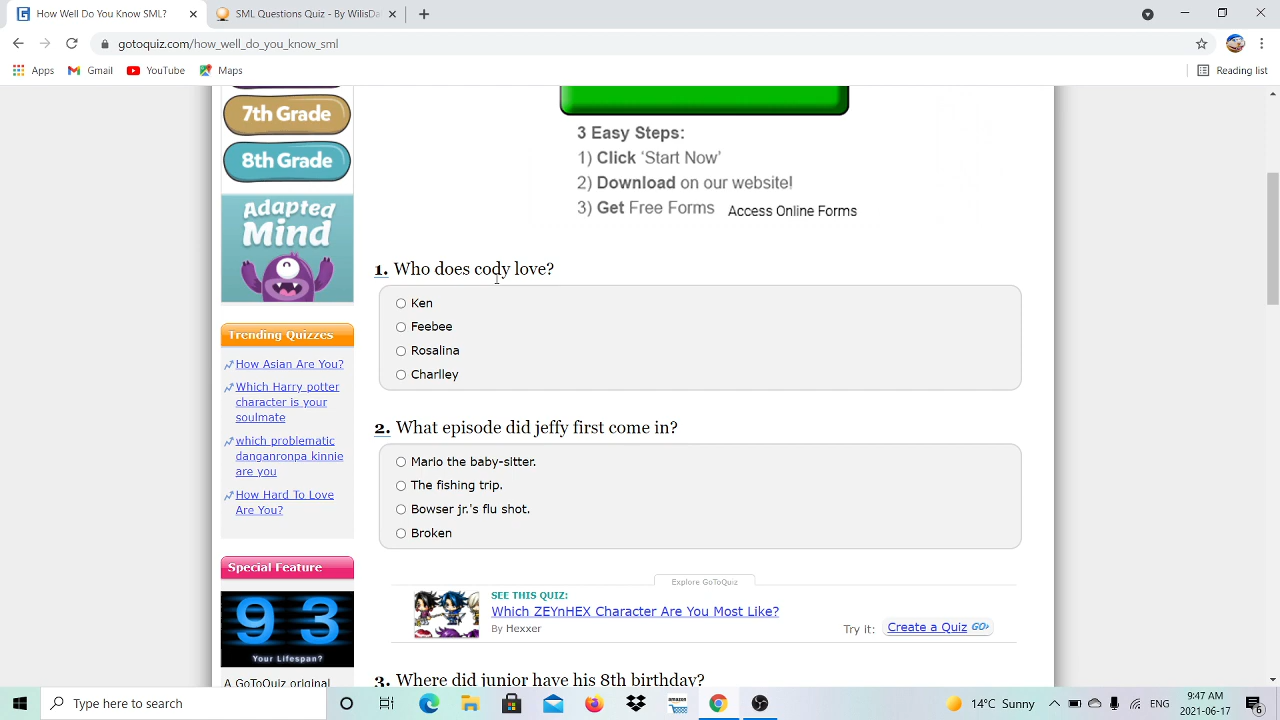 How Do You Know SML?
SML Quotes Quiz - By WisDa
gotoquiz.com/how_well_do_you_know_sml
Apps
Gmail
YouTube
Maps
Reading list
7th Grade
8th Grade
Adapted
Mind
3 Easy Steps:
1) Click ‘Start Now’
2) Download on our website!
3) Get Free Forms
Access Online Forms
Trending Quizzes
How Asian Are You?
Which Harry potter
character is your
soulmate
which problematic
danganronpa kinnie
are you
How Hard To Love
Are You?
Special Feature
93
Your Lifespan?
A GoToQuiz original
1. Who does cody love?
Ken
Feebee
Rosalina
Charlley
2. What episode did jeffy first come in?
Mario the baby-sitter.
The fishing trip.
Bowser jr.'s flu shot.
Broken
Explore GoToQuiz
SEE THIS QUIZ:
Which ZEYnHEX Character Are You Most Like?
By Hexxer
Try it:
Create a Quiz GO›
3. Where did junior have his 8th birthday?
Type here to search
amazon
14°C Sunny
ENG
9:47 AM
2021-06-17
6